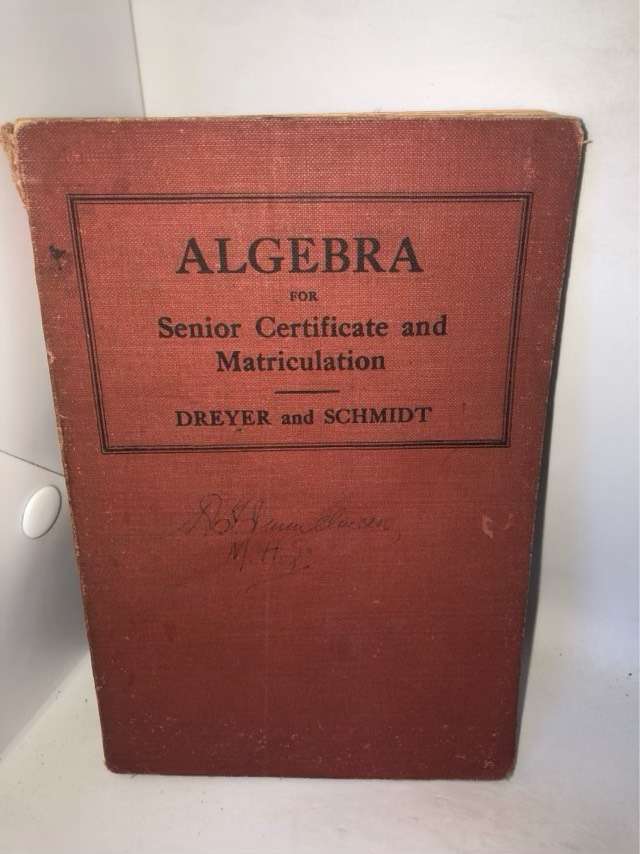 ALGEBRA
FOR
Senior Certificate and
Matriculation
DREYER and SCHMIDT